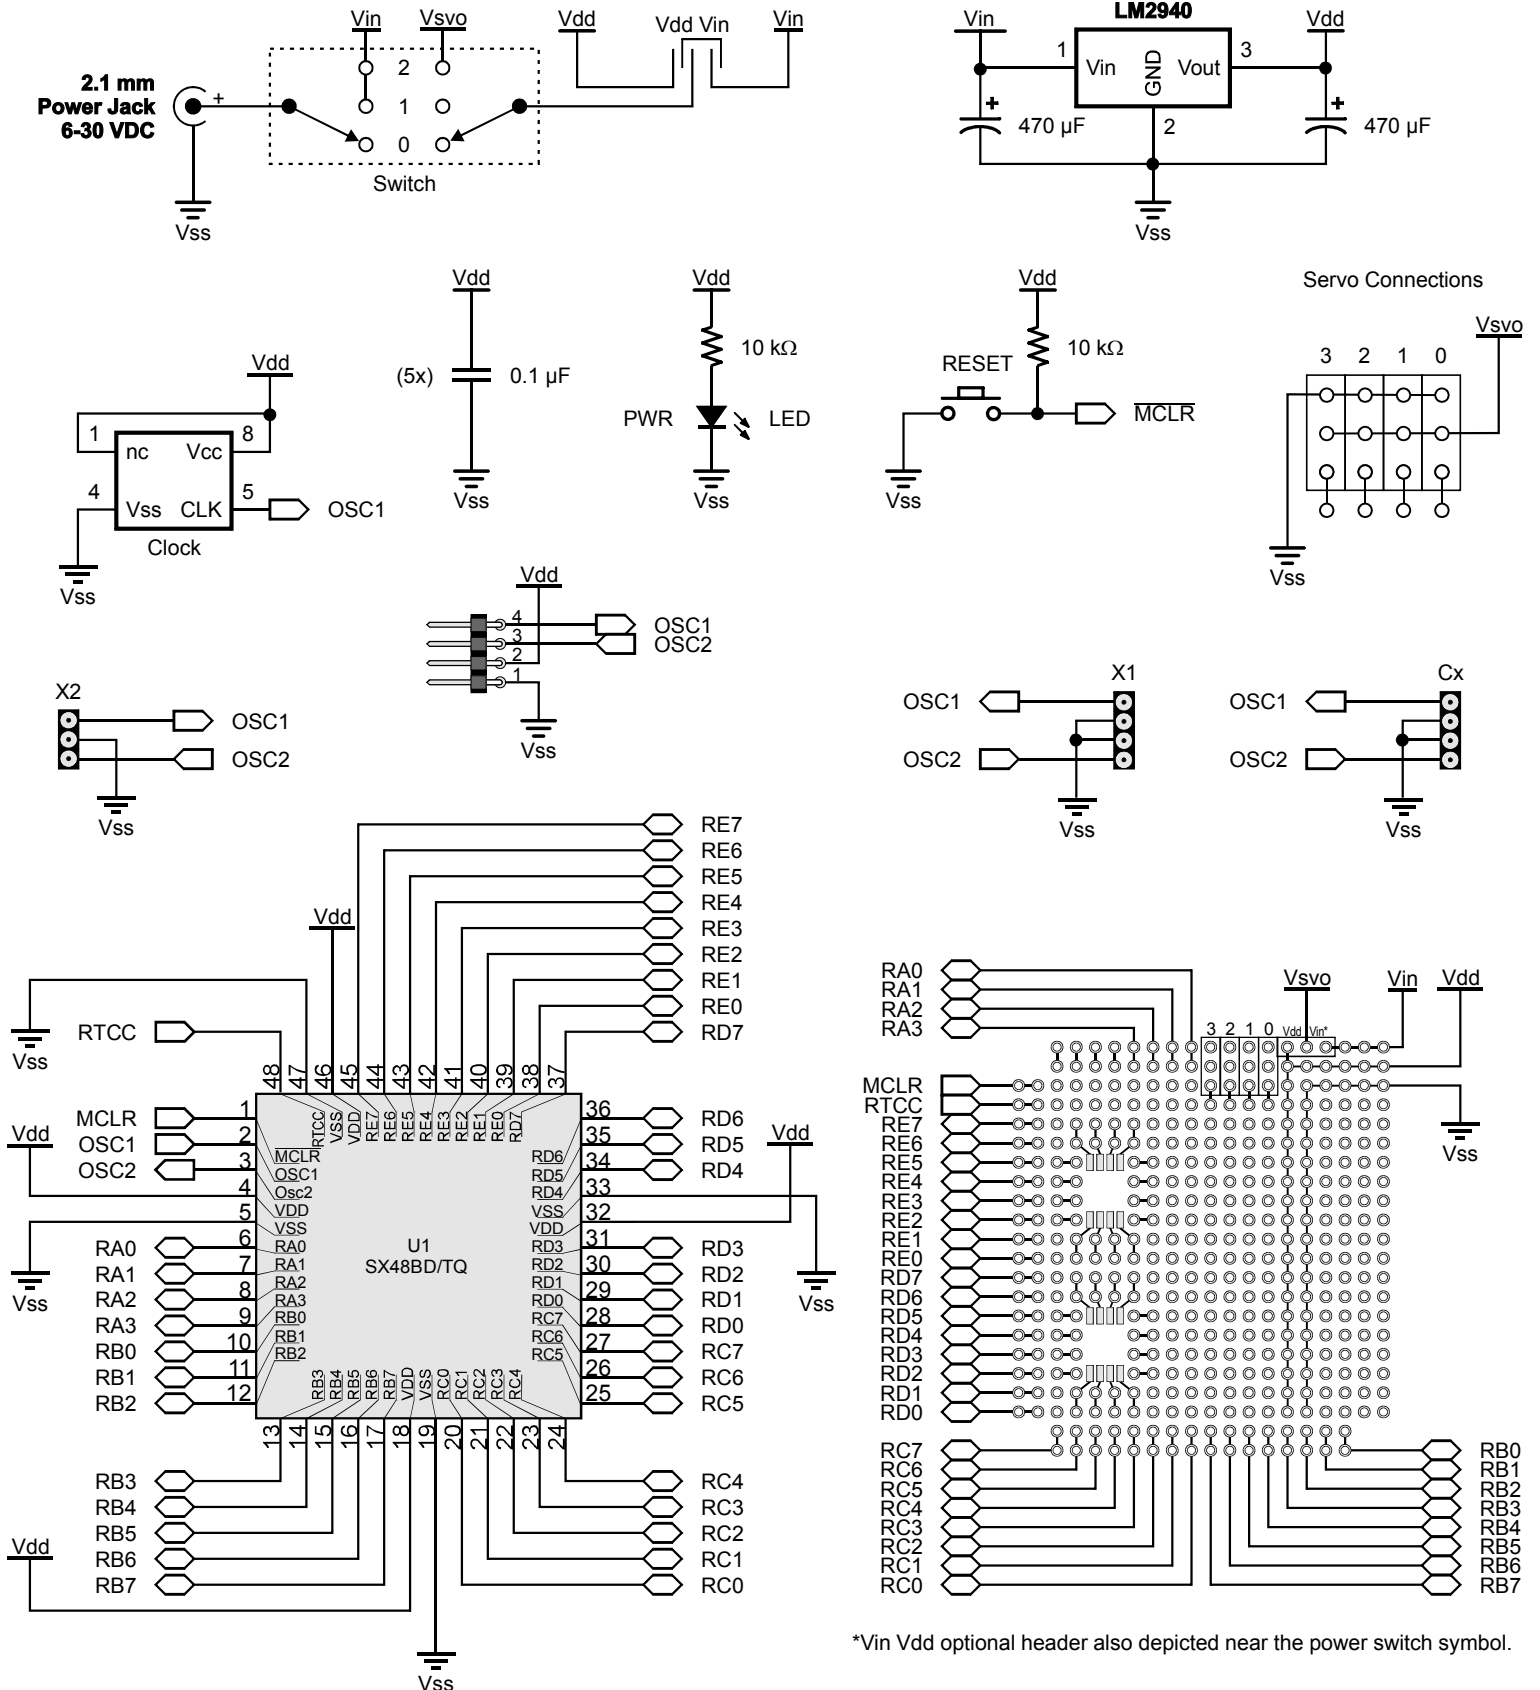 Vin
Vsvo
Vdd
Vdd Vin
Vin
2.1 mm
Power Jack
6-30 VDC
+
2
1
0
Switch
Vss
LM2940
Vin
Vdd
1
Vin
GND
Vout
3
2
+
470 µF
+
470 µF
Vss
Vdd
1
8
nc
Vcc
4
5
Vss
CLK
OSC1
Clock
Vss
Vdd
(5x)
0.1 µF
Vss
Vdd
10 kΩ
PWR
LED
Vss
Vdd
RESET
10 kΩ
MCLR
Vss
Servo Connections
Vsvo
3 2 1 0
Vss
Vdd
4
3
2
1
OSC1
OSC2
Vss
X2
OSC1
OSC2
Vss
X1
OSC1
OSC2
Vss
Cx
OSC1
OSC2
Vss
RE7
RE6
RE5
RE4
RE3
RE2
RE1
RE0
RD7
Vdd
Vss
RTCC
48 47 46 45 44 43 42 41 40 39 38 37
RTCC VSS VDD RE7 RE6 RE5 RE4 RE3 RE2 RE1 RE0 RD7
MCLR
OSC1
OSC2
Vdd
Vss
RA0
RA1
RA2
RA3
RB0
RB1
RB2
1
2
3
4
5
6
7
8
9
10
11
12
MCLR
OSC1
Osc2
VDD
VSS
RA0
RA1
RA2
RA3
RB0
RB1
RB2
U1
SX48BD/TQ
RD6
RD5
RD4
VSS
VDD
RD3
RD2
RD1
RD0
RC7
RC6
RC5
36
35
34
33
32
31
30
29
28
27
26
25
RD6
RD5
RD4
Vdd
Vss
RD3
RD2
RD1
RD0
RC7
RC6
RC5
RB3 RB4 RB5 RB6 RB7 VDD VSS RC0 RC1 RC2 RC3 RC4
13 14 15 16 17 18 19 20 21 22 23 24
RB3
RB4
RB5
RB6
RB7
Vdd
Vss
RC4
RC3
RC2
RC1
RC0
RA0
RA1
RA2
RA3
Vsvo
Vin
Vdd
3 2 1 0 Vdd Vin*
Vss
MCLR
RTCC
RE7
RE6
RE5
RE4
RE3
RE2
RE1
RE0
RD7
RD6
RD5
RD4
RD3
RD2
RD1
RD0
RC7
RC6
RC5
RC4
RC3
RC2
RC1
RC0
RB0
RB1
RB2
RB3
RB4
RB5
RB6
RB7
*Vin Vdd optional header also depicted near the power switch symbol.